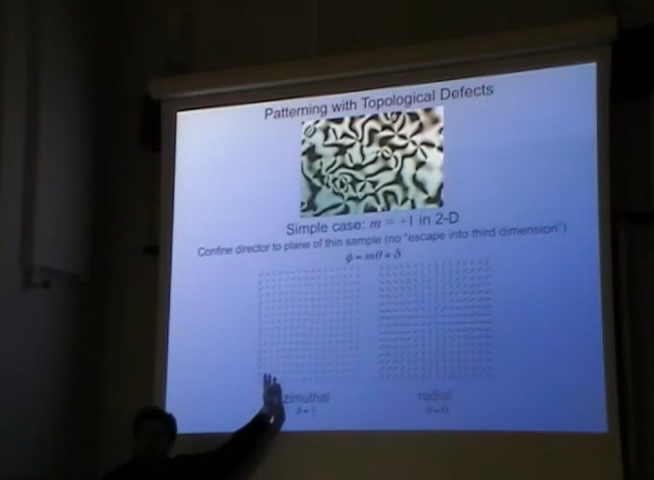 Patterning with Topological Defects
Simple case: m = +1 in 2-D
Confine director to plane of thin sample (no "escape into third dimension")
ϕ = mθ + δ
radial